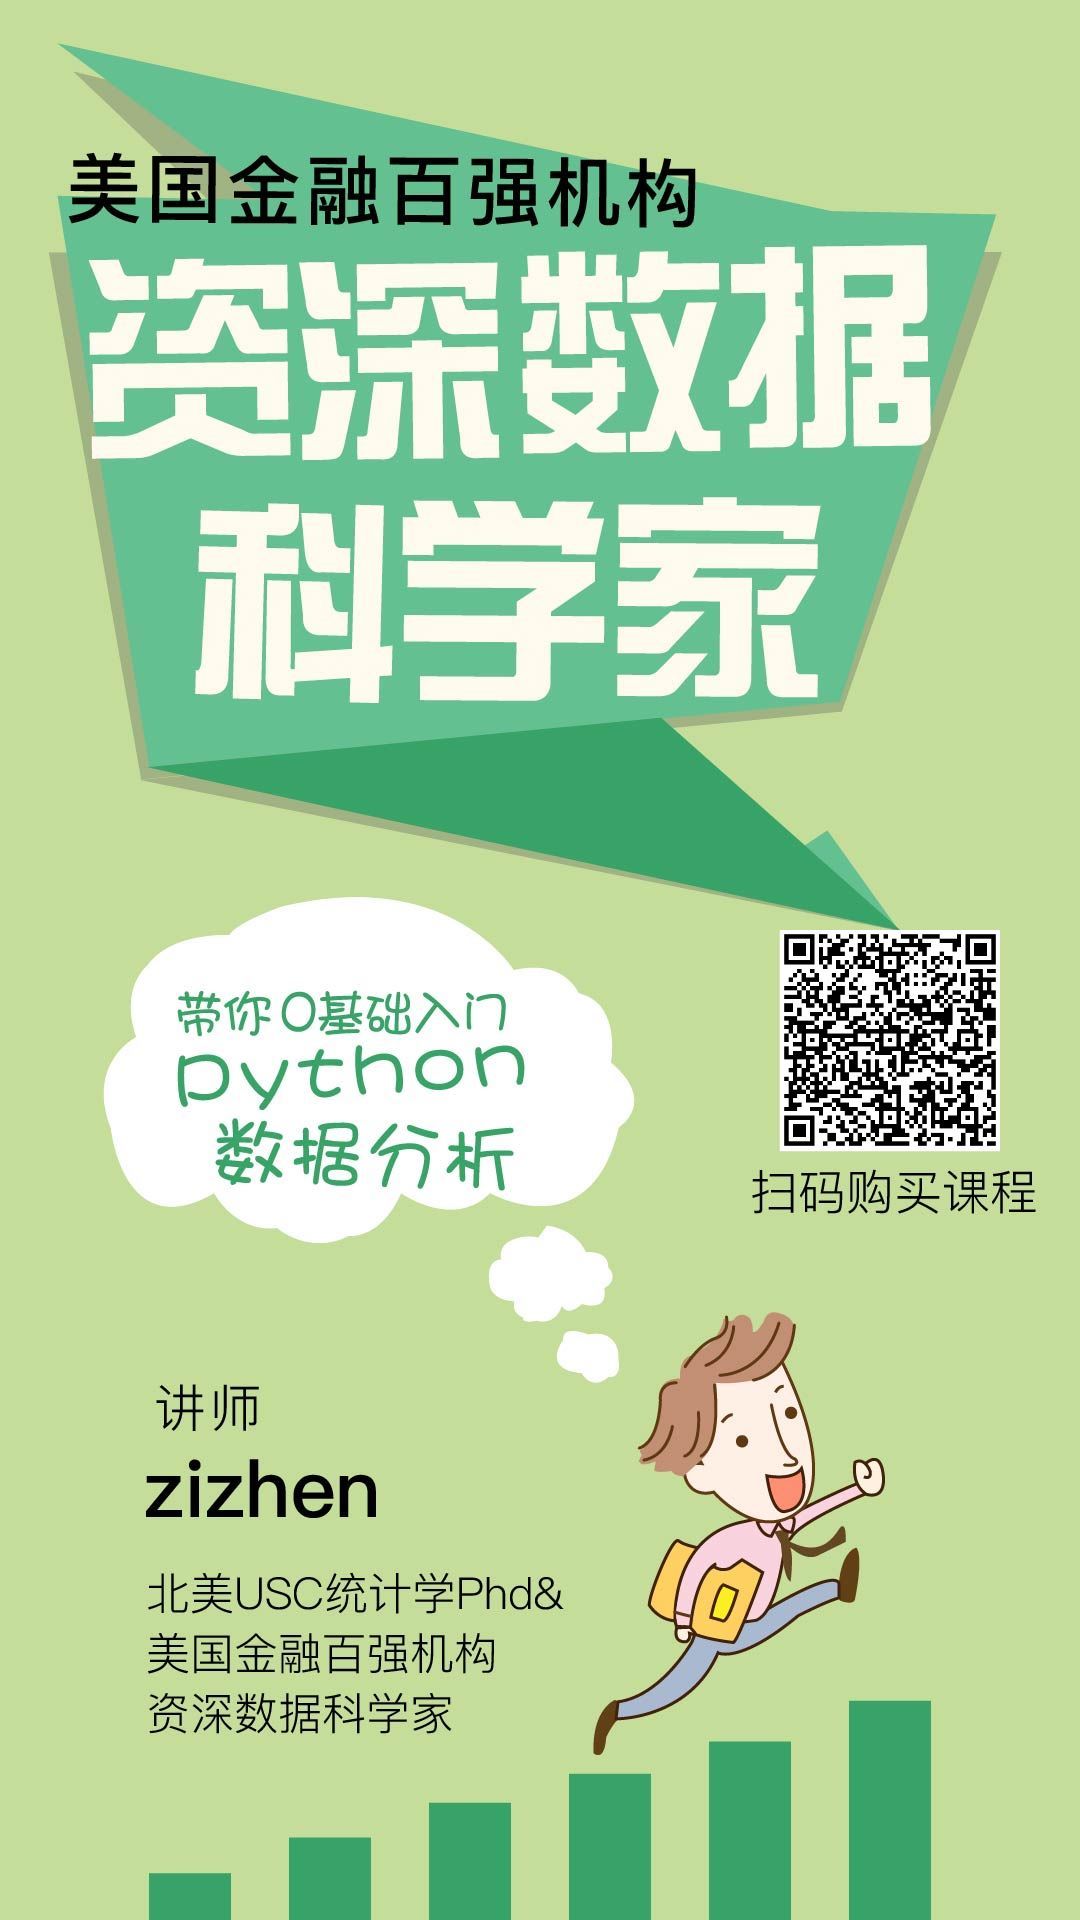 美国金融百强机构
资深数据
科学家
带你0基础入门
python
数据分析
扫码购买课程
讲师
zizhen
北美USC统计学Phd&
美国金融百强机构
资深数据科学家